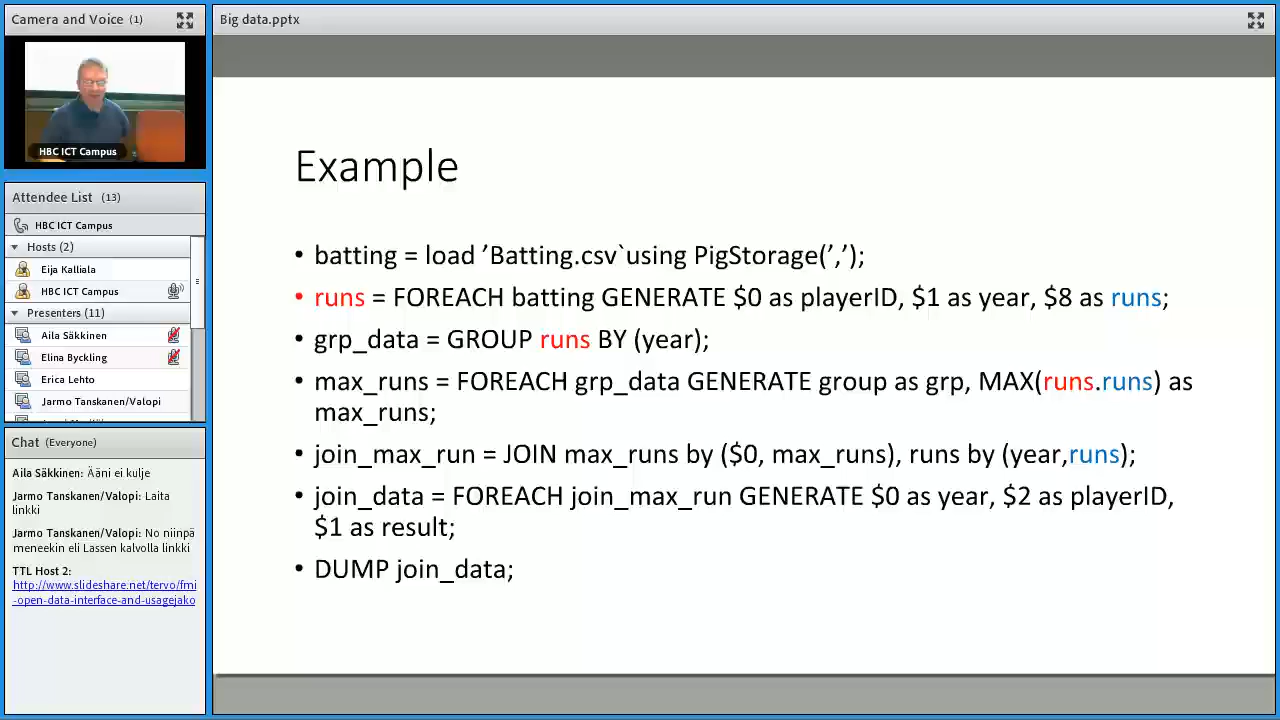 Camera and Voice (1)
HBC ICT Campus
Attendee List (13)
HBC ICT Campus
Hosts (2)
Eija Kalliala
HBC ICT Campus
Presenters (11)
Aila Säkkinen
Elina Byckling
Erica Lehto
Jarmo Tanskanen/Valopi
Chat (Everyone)
Aila Säkkinen: Ääni ei kulje
Jarmo Tanskanen/Valopi: Laita
linkki
Jarmo Tanskanen/Valopi: No niinpä
meneekin eli Lassen kalvolla linkki
TTL Host 2:
http://www.slideshare.net/tervo/fmi
-open-data-interface-and-usagejako
Big data.pptx
Example
• batting = load ’Batting.csv`using PigStorage(’,’);
• runs = FOREACH batting GENERATE $0 as playerID, $1 as year, $8 as runs;
• grp_data = GROUP runs BY (year);
• max_runs = FOREACH grp_data GENERATE group as grp, MAX(runs.runs) as
max_runs;
• join_max_run = JOIN max_runs by ($0, max_runs), runs by (year,runs);
• join_data = FOREACH join_max_run GENERATE $0 as year, $2 as playerID,
$1 as result;
• DUMP join_data;